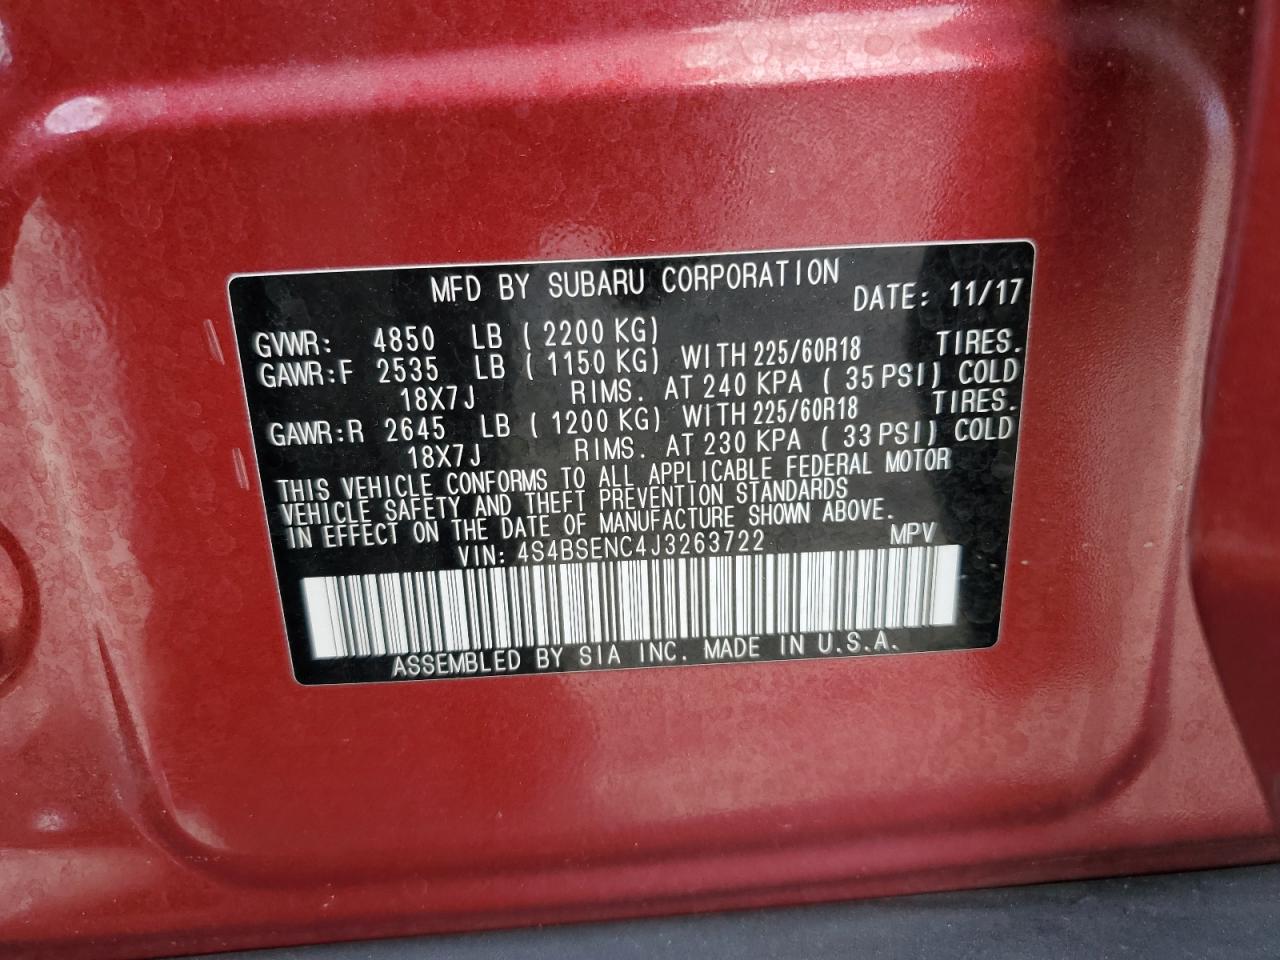 MFD BY SUBARU CORPORATION
DATE: 11/17
GVWR: 4850 LB ( 2200 KG)
GAWR:F 2535 LB ( 1150 KG) WITH 225/60R18 TIRES.
18X7J RIMS. AT 240 KPA ( 35 PSI) COLD
GAWR:R 2645 LB ( 1200 KG) WITH 225/60R18 TIRES.
18X7J RIMS. AT 230 KPA ( 33 PSI) COLD
THIS VEHICLE CONFORMS TO ALL APPLICABLE FEDERAL MOTOR
VEHICLE SAFETY AND THEFT PREVENTION STANDARDS
IN EFFECT ON THE DATE OF MANUFACTURE SHOWN ABOVE.
VIN: 4S4BSENC4J3263722 MPV
ASSEMBLED BY SIA INC. MADE IN U.S.A.